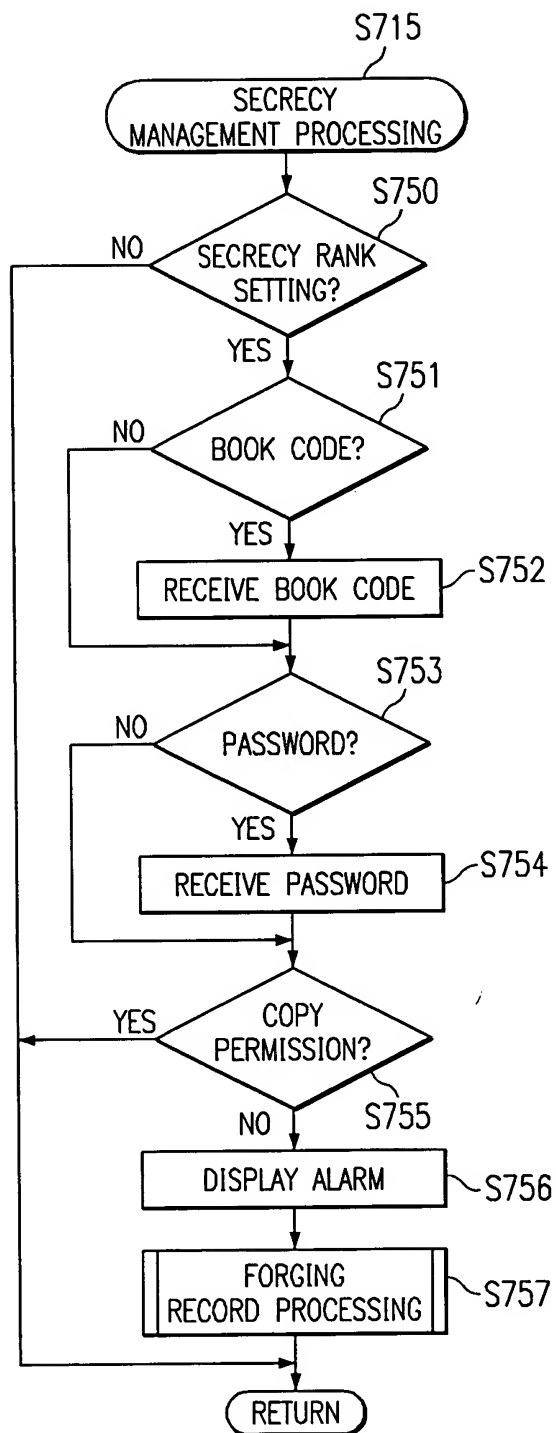 S715
SECRECY
MANAGEMENT PROCESSING
S750
NO
SECRECY RANK
SETTING?
YES
S751
NO
BOOK CODE?
YES
S752
RECEIVE BOOK CODE
S753
NO
PASSWORD?
YES
S754
RECEIVE PASSWORD
YES
COPY
PERMISSION?
S755
NO
DISPLAY ALARM
S756
FORGING
RECORD PROCESSING
S757
RETURN